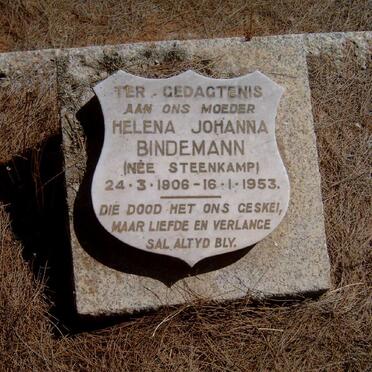 TER GEDAGTENIS
AAN ONS MOEDER
HELENA JOHANNA
BINDEMANN
(NÉE STEENKAMP)
24·3·1906-16·1·1953.
DIE DOOD HET ONS GESKEI,
MAAR LIEFDE EN VERLANGE
SAL ALTYD BLY.